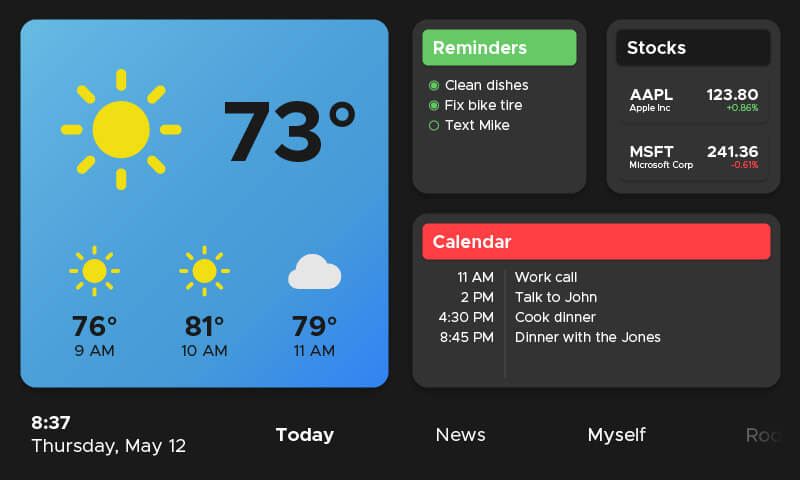 73°
76°
9 AM
81°
10 AM
79°
11 AM
Reminders
Clean dishes
Fix bike tire
Text Mike
Stocks
AAPL 123.80
Apple Inc +0.86%
MSFT 241.36
Microsoft Corp -0.61%
Calendar
11 AM Work call
2 PM Talk to John
4:30 PM Cook dinner
8:45 PM Dinner with the Jones
8:37
Thursday, May 12
Today
News
Myself